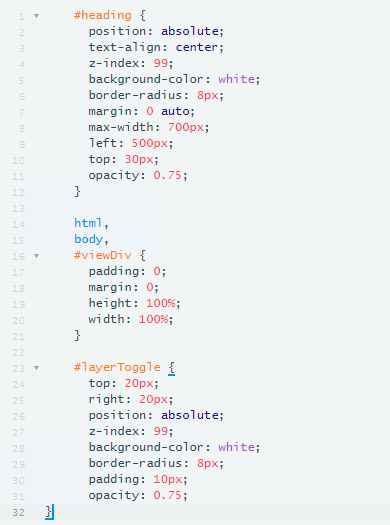 1 ▾ #heading {
2 position: absolute;
3 text-align: center;
4 z-index: 99;
5 background-color: white;
6 border-radius: 8px;
7 margin: 0 auto;
8 max-width: 700px;
9 left: 500px;
10 top: 30px;
11 opacity: 0.75;
12 }
13
14 html,
15 body,
16 ▾ #viewDiv {
17 padding: 0;
18 margin: 0;
19 height: 100%;
20 width: 100%;
21 }
22
23 ▾ #layerToggle {
24 top: 20px;
25 right: 20px;
26 position: absolute;
27 z-index: 99;
28 background-color: white;
29 border-radius: 8px;
30 padding: 10px;
31 opacity: 0.75;
32 }